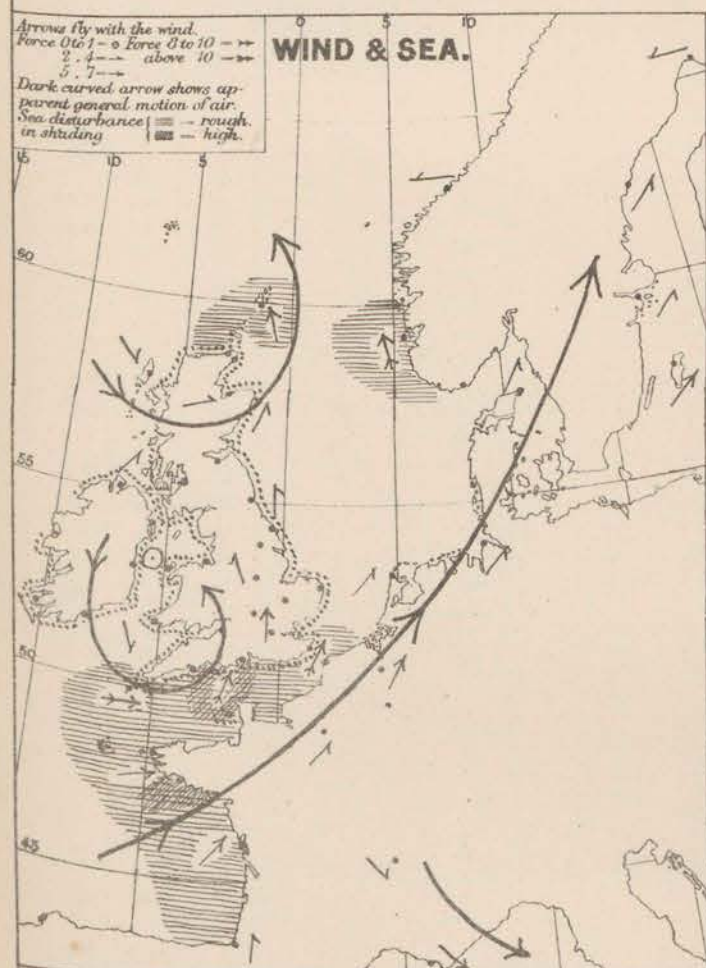 Arrows fly with the wind.
Force 0 to 1 - Force 8 to 10 -
2 . 4 - above 10 -
5 . 7 -
Dark curved arrow shows ap-
parent general motion of air.
Sea disturbance - rough.
in shading - high.
WIND & SEA.
15 10 5 0 5 10
60
55
50
45